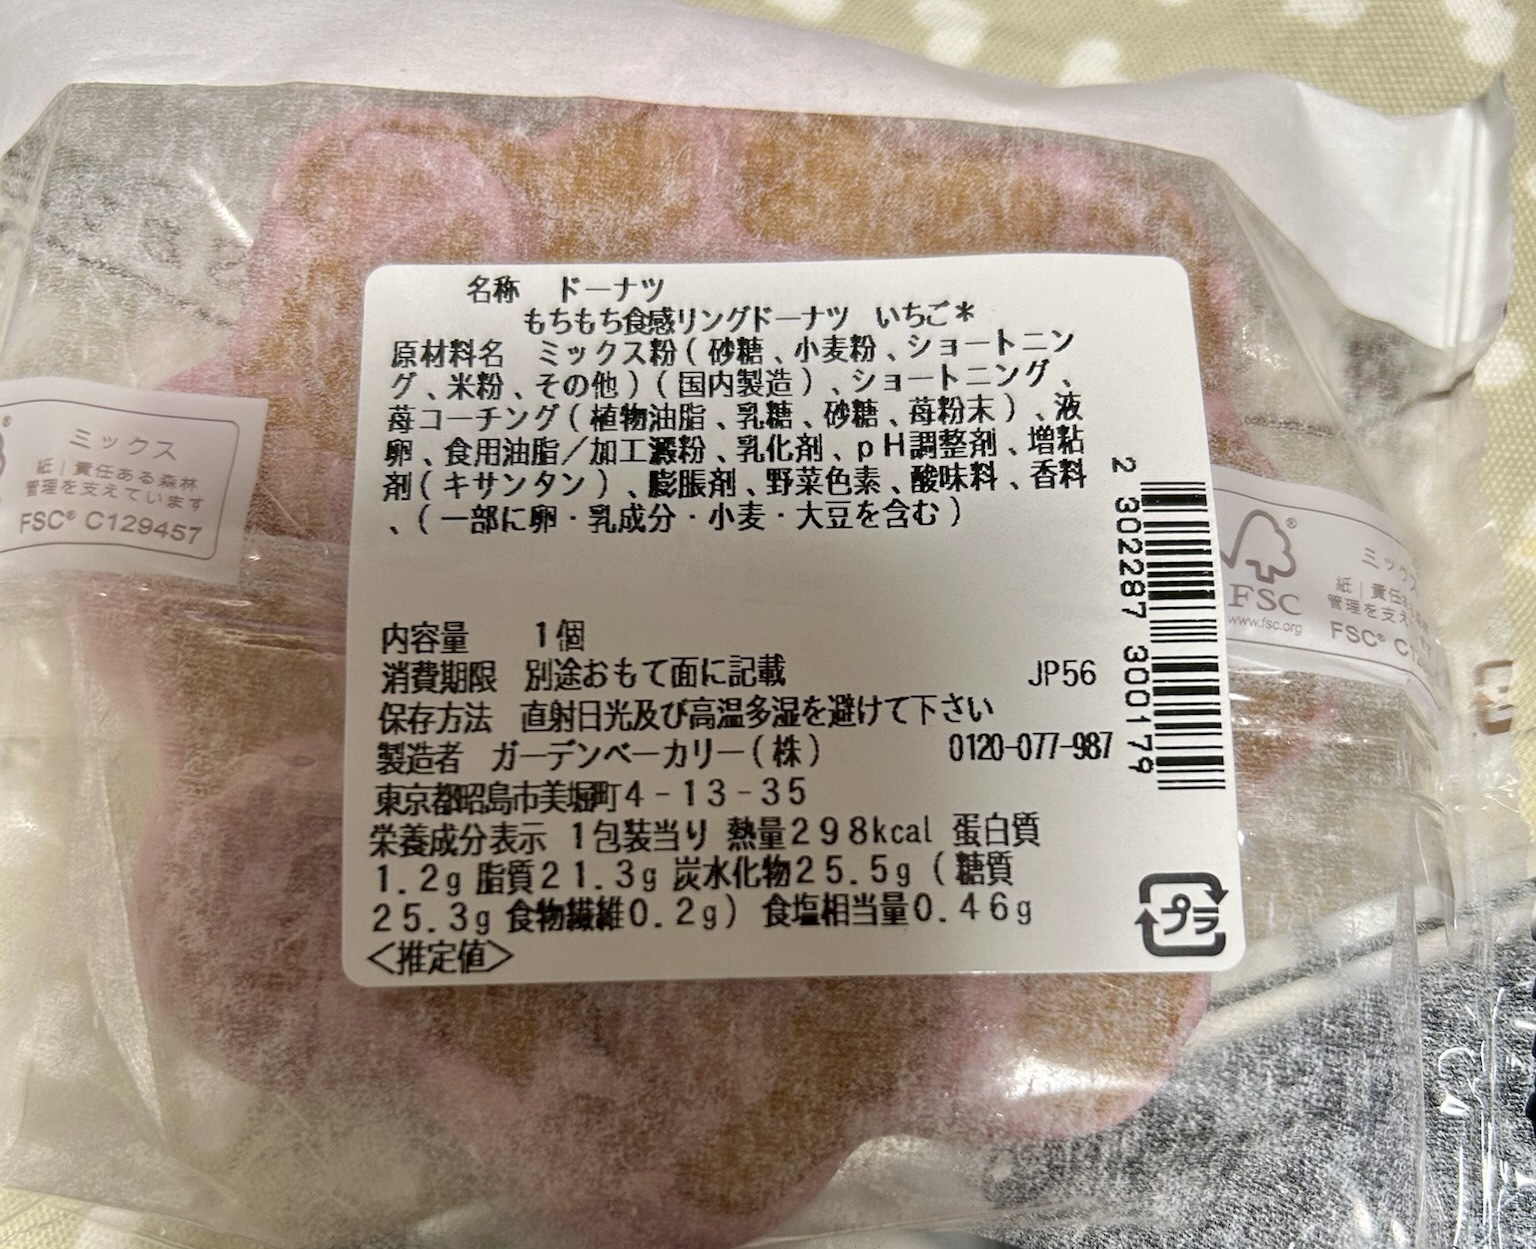 名称 ドーナツ
もちもち食感リングドーナツ いちご*
原材料名 ミックス粉(砂糖、小麦粉、ショートニン
グ、米粉、その他)(国内製造)、ショートニング、
苺コーチング(植物油脂、乳糖、砂糖、苺粉末)、液
卵、食用油脂/加工澱粉、乳化剤、pH調整剤、増粘
剤(キサンタン)、膨脹剤、野菜色素、酸味料、香料
、(一部に卵・乳成分・小麦・大豆を含む)
内容量 1個
消費期限 別途おもて面に記載 JP56
保存方法 直射日光及び高温多湿を避けて下さい
製造者 ガーデンベーカリー(株) 0120-077-987
東京都昭島市美堀町4-13-35
栄養成分表示 1包装当り 熱量298kcal 蛋白質
1.2g 脂質21.3g 炭水化物25.5g(糖質
25.3g 食物繊維0.2g) 食塩相当量0.46g
<推定値>
2 302287 300179
プラ
ミックス
紙|責任ある森林
管理を支えています
FSC® C129457
®
FSC
www.fsc.org
ミックス
紙|責任
管理を支え
FSC®